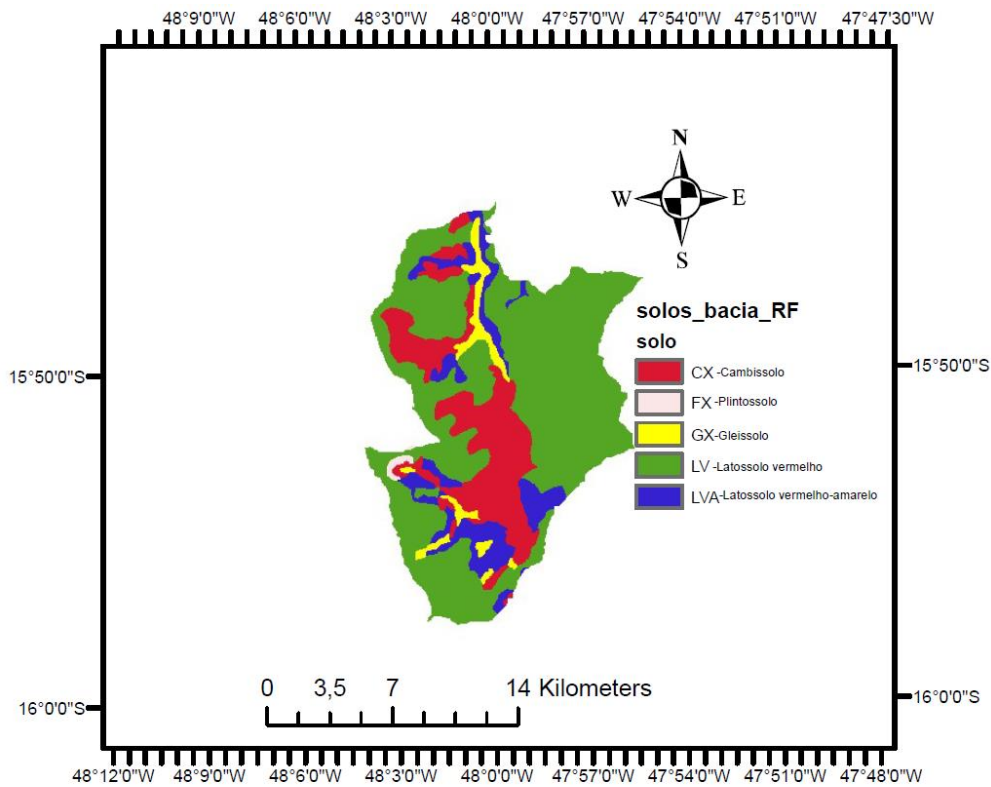 48°9'0"W 48°6'0"W 48°3'0"W 48°0'0"W 47°57'0"W 47°54'0"W 47°51'0"W 47°47'30"W
N
W E
S
solos_bacia_RF
solo
15°50'0"S 15°50'0"S
CX -Cambissolo
FX -Plintossolo
GX -Gleissolo
LV -Latossolo vermelho
LVA -Latossolo vermelho-amarelo
0 3,5 7 14 Kilometers
16°0'0"S 16°0'0"S
48°12'0"W 48°9'0"W 48°6'0"W 48°3'0"W 48°0'0"W 47°57'0"W 47°54'0"W 47°51'0"W 47°48'0"W